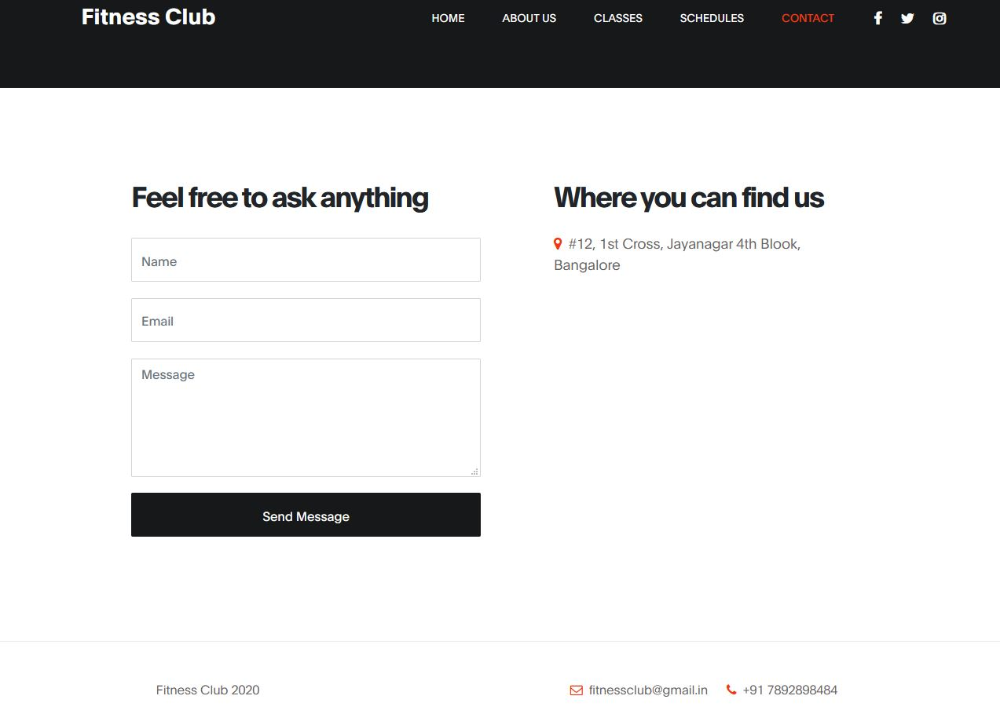 Fitness Club
HOME ABOUT US CLASSES SCHEDULES CONTACT
Feel free to ask anything
Name
Email
Message
Send Message
Where you can find us
#12, 1st Cross, Jayanagar 4th Blook,
Bangalore
Fitness Club 2020
fitnessclub@gmail.in +91 7892898484